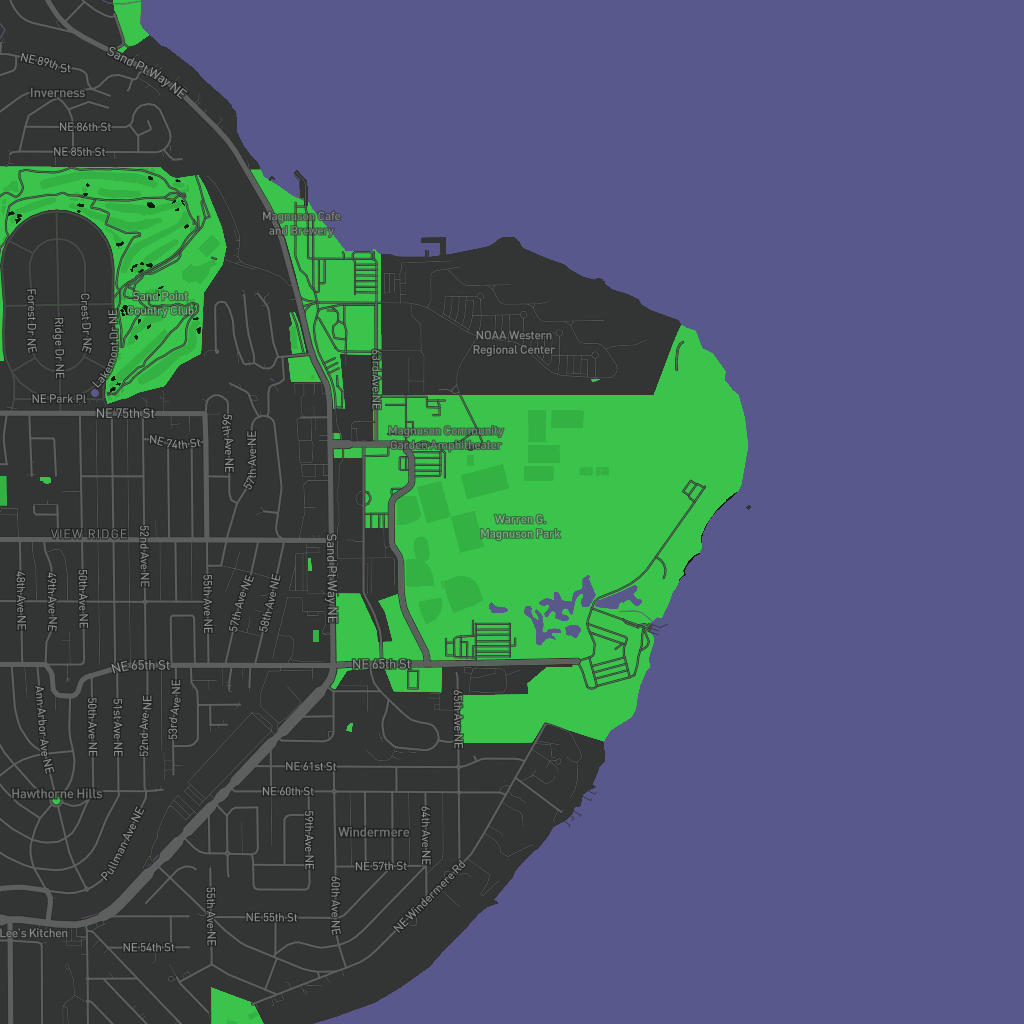 Sand Pt Way NE
NE 89th St
Inverness
NE 86th St
NE 85th St
Magnuson Cafe
and Brewery
Sand Point
Country Club
Forest Dr NE
Ridge Dr NE
Crest Dr NE
Lakemont Dr NE
NOAA Western
Regional Center
63rd Ave NE
NE Park Pl
NE 75th St
NE 74th St
56th Ave NE
57th Ave NE
Magnuson Community
Garden Amphitheater
Warren G.
Magnuson Park
VIEW RIDGE
52nd Ave NE
Sand Pt Way NE
48th Ave NE
49th Ave NE
50th Ave NE
55th Ave NE
57th Ave NE
58th Ave NE
NE 65th St
NE 65th St
Ann Arbor Ave NE
50th Ave NE
51st Ave NE
52nd Ave NE
53rd Ave NE
65th Ave NE
NE 61st St
NE 60th St
Hawthorne Hills
Pullman Ave NE
59th Ave NE
Windermere
64th Ave NE
NE 57th St
60th Ave NE
55th Ave NE
NE Windermere Rd
NE 55th St
Lee's Kitchen
NE 54th St